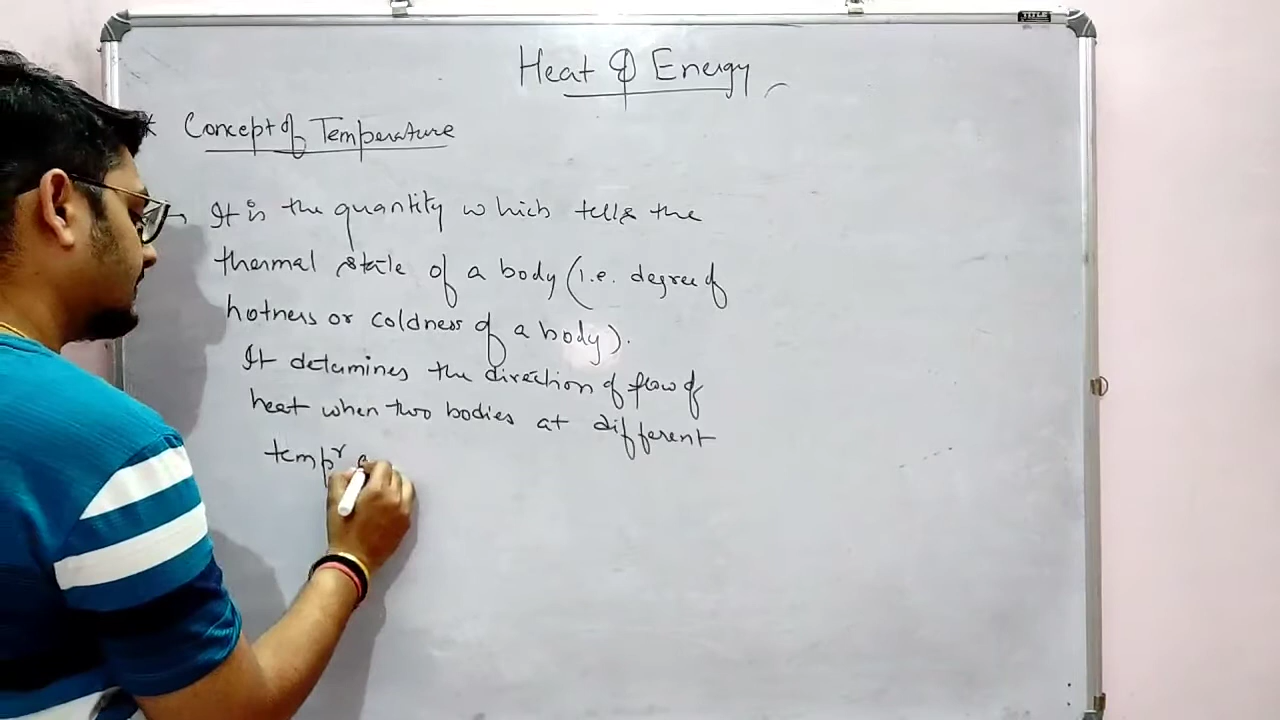 Heat & Energy
* Concept of Temperature
→ It is the quantity which tells the
thermal state of a body (i.e. degree of
hotness or coldness of a body).
It determines the direction of flow of
heat when two bodies at different
tempr
TITLE